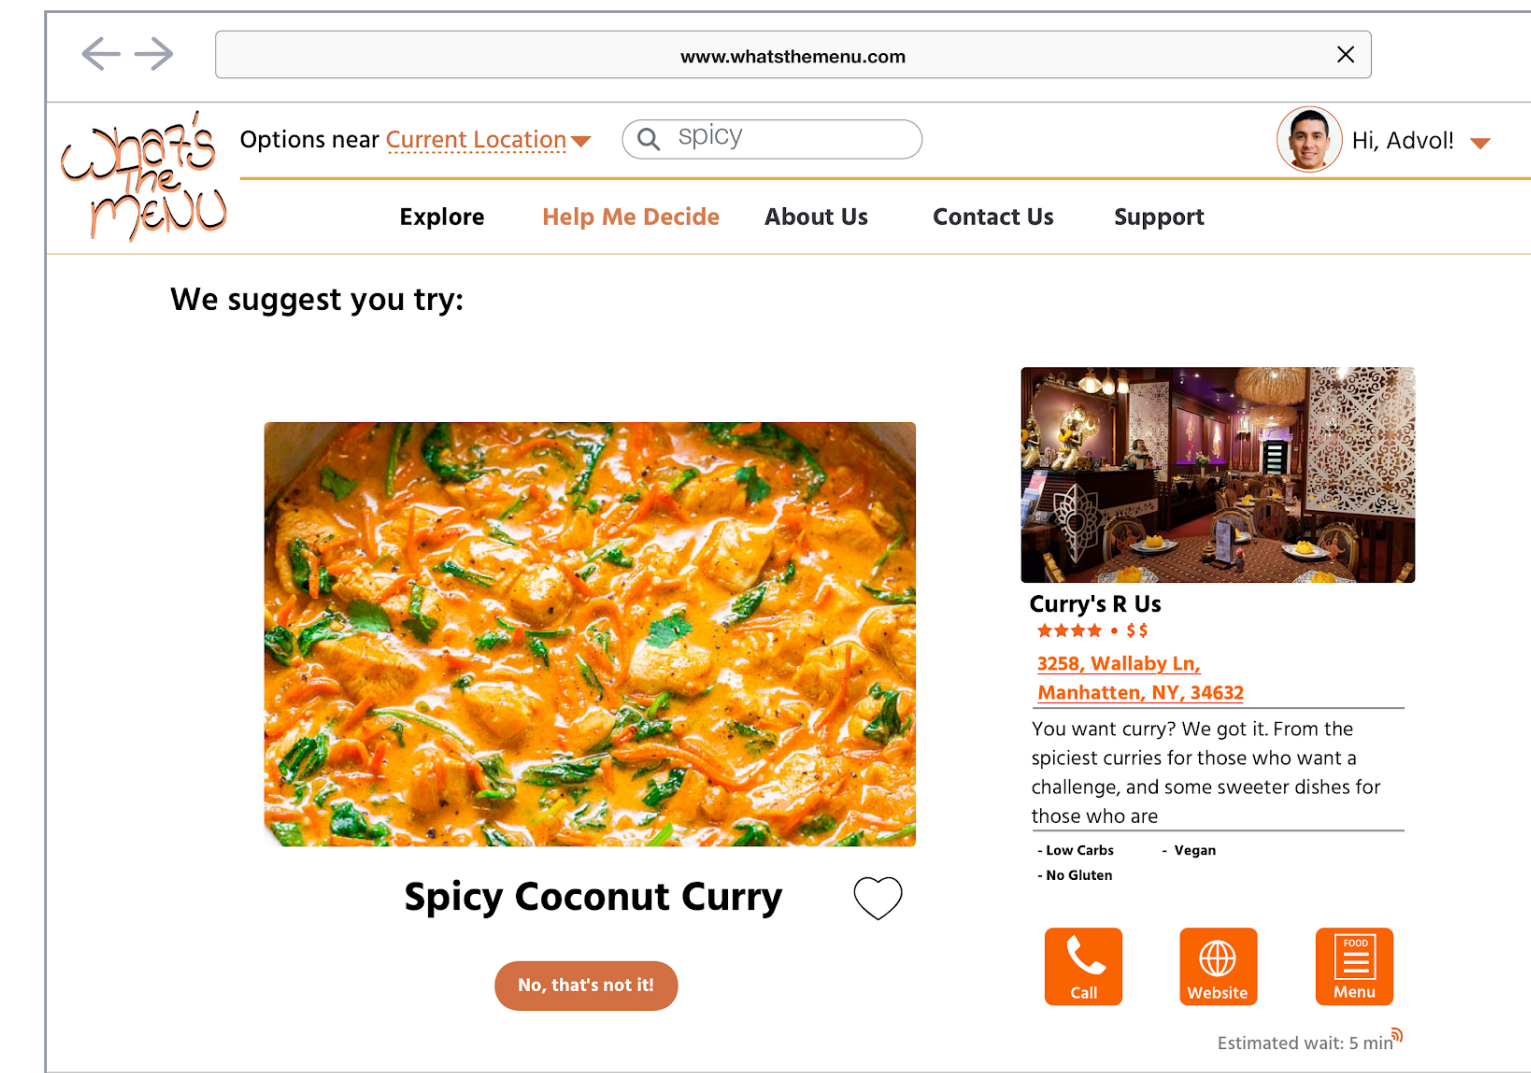 www.whatsthemenu.com
What's
The
MENU
Options near Current Location
spicy
Hi, Advol!
Explore Help Me Decide About Us Contact Us Support
We suggest you try:
Spicy Coconut Curry
No, that's not it!
Curry's R Us
★★★★ • $$
3258, Wallaby Ln,
Manhatten, NY, 34632
You want curry? We got it. From the
spiciest curries for those who want a
challenge, and some sweeter dishes for
those who are
- Low Carbs - Vegan
- No Gluten
Call
Website
FOOD
Menu
Estimated wait: 5 min